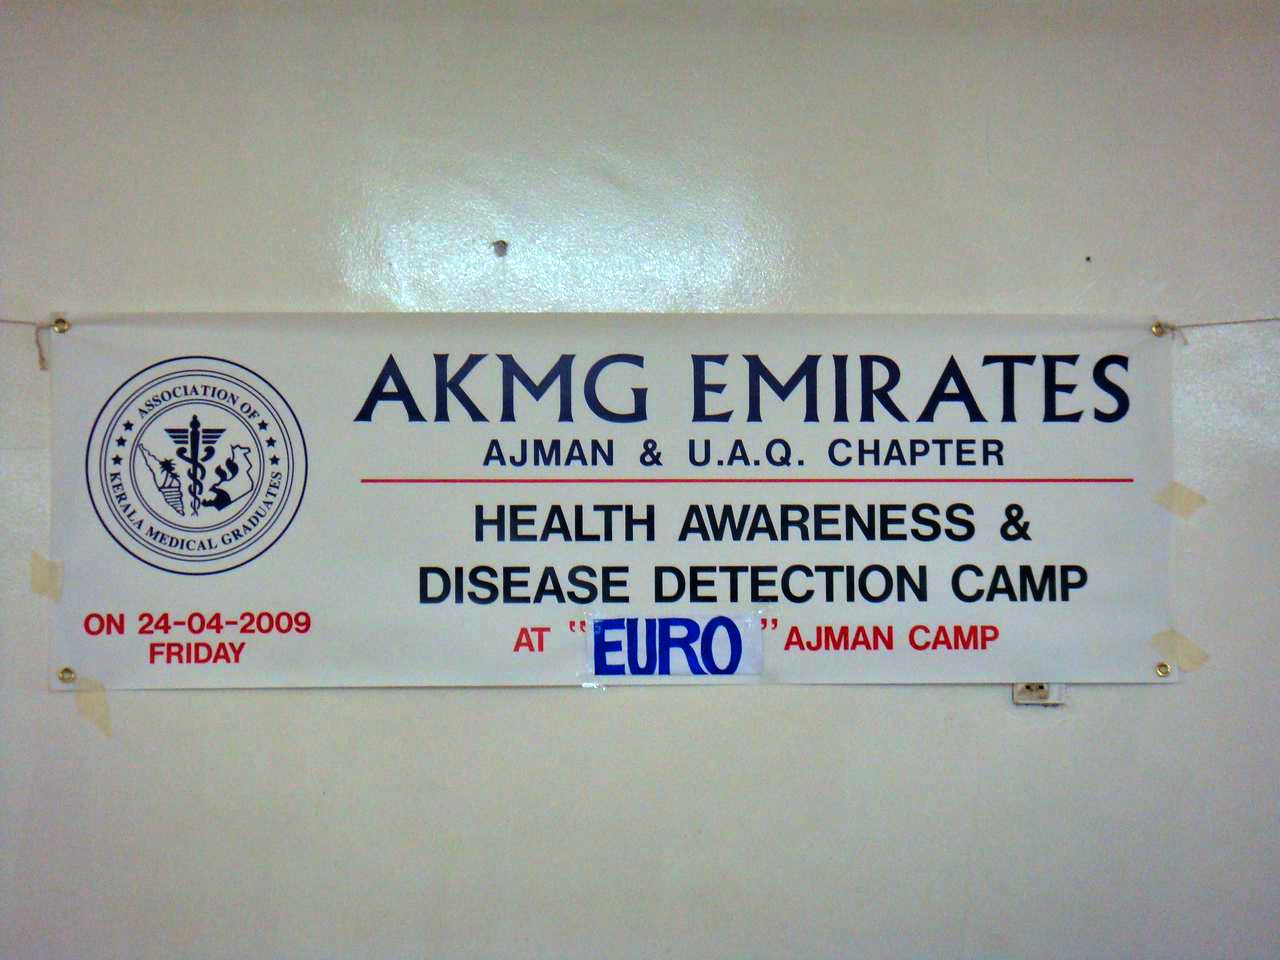 ASSOCIATION OF
KERALA MEDICAL GRADUATES
ON 24-04-2009
FRIDAY
AKMG EMIRATES
AJMAN & U.A.Q. CHAPTER
HEALTH AWARENESS &
DISEASE DETECTION CAMP
AT "EURO" AJMAN CAMP